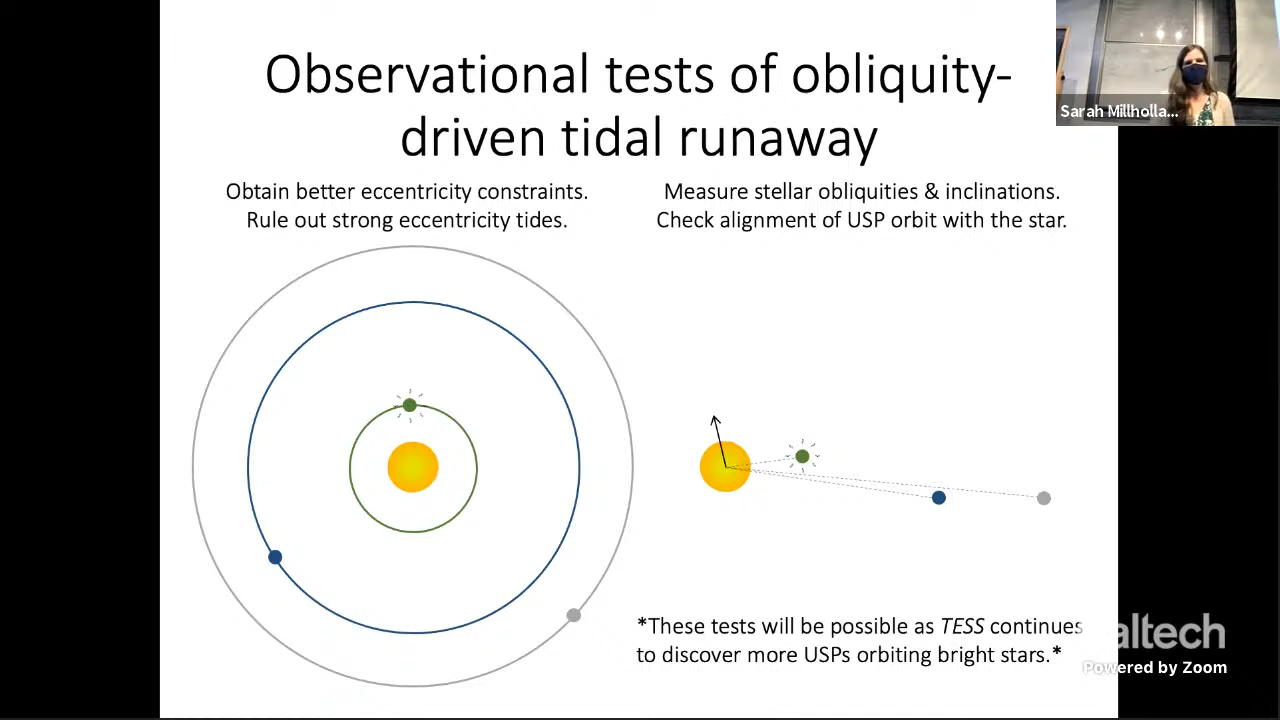 Observational tests of obliquity-
driven tidal runaway
Sarah Millholla...
Obtain better eccentricity constraints.
Rule out strong eccentricity tides.
Measure stellar obliquities & inclinations.
Check alignment of USP orbit with the star.
*These tests will be possible as TESS continues
to discover more USPs orbiting bright stars.*
altech
Powered by Zoom